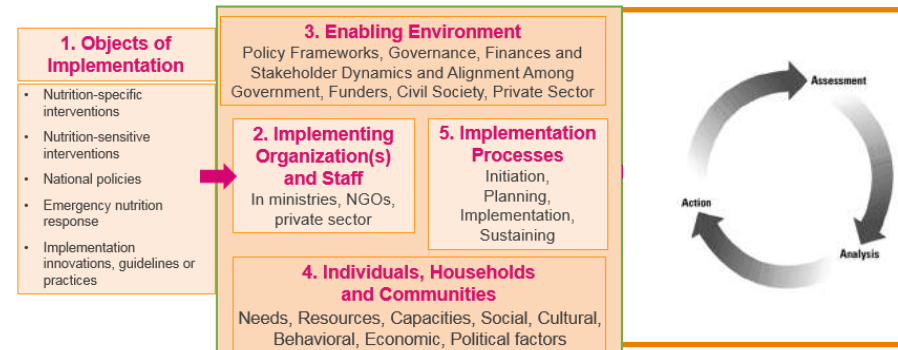 1. Objects of
Implementation
• Nutrition-specific
interventions
• Nutrition-sensitive
interventions
• National policies
• Emergency nutrition
response
• Implementation
innovations, guidelines or
practices
3. Enabling Environment
Policy Frameworks, Governance, Finances and
Stakeholder Dynamics and Alignment Among
Government, Funders, Civil Society, Private Sector
2. Implementing
Organization(s)
and Staff
In ministries, NGOs,
private sector
5. Implementation
Processes
Initiation,
Planning,
Implementation,
Sustaining
4. Individuals, Households
and Communities
Needs, Resources, Capacities, Social, Cultural,
Behavioral, Economic, Political factors
Assessment
Analysis
Action